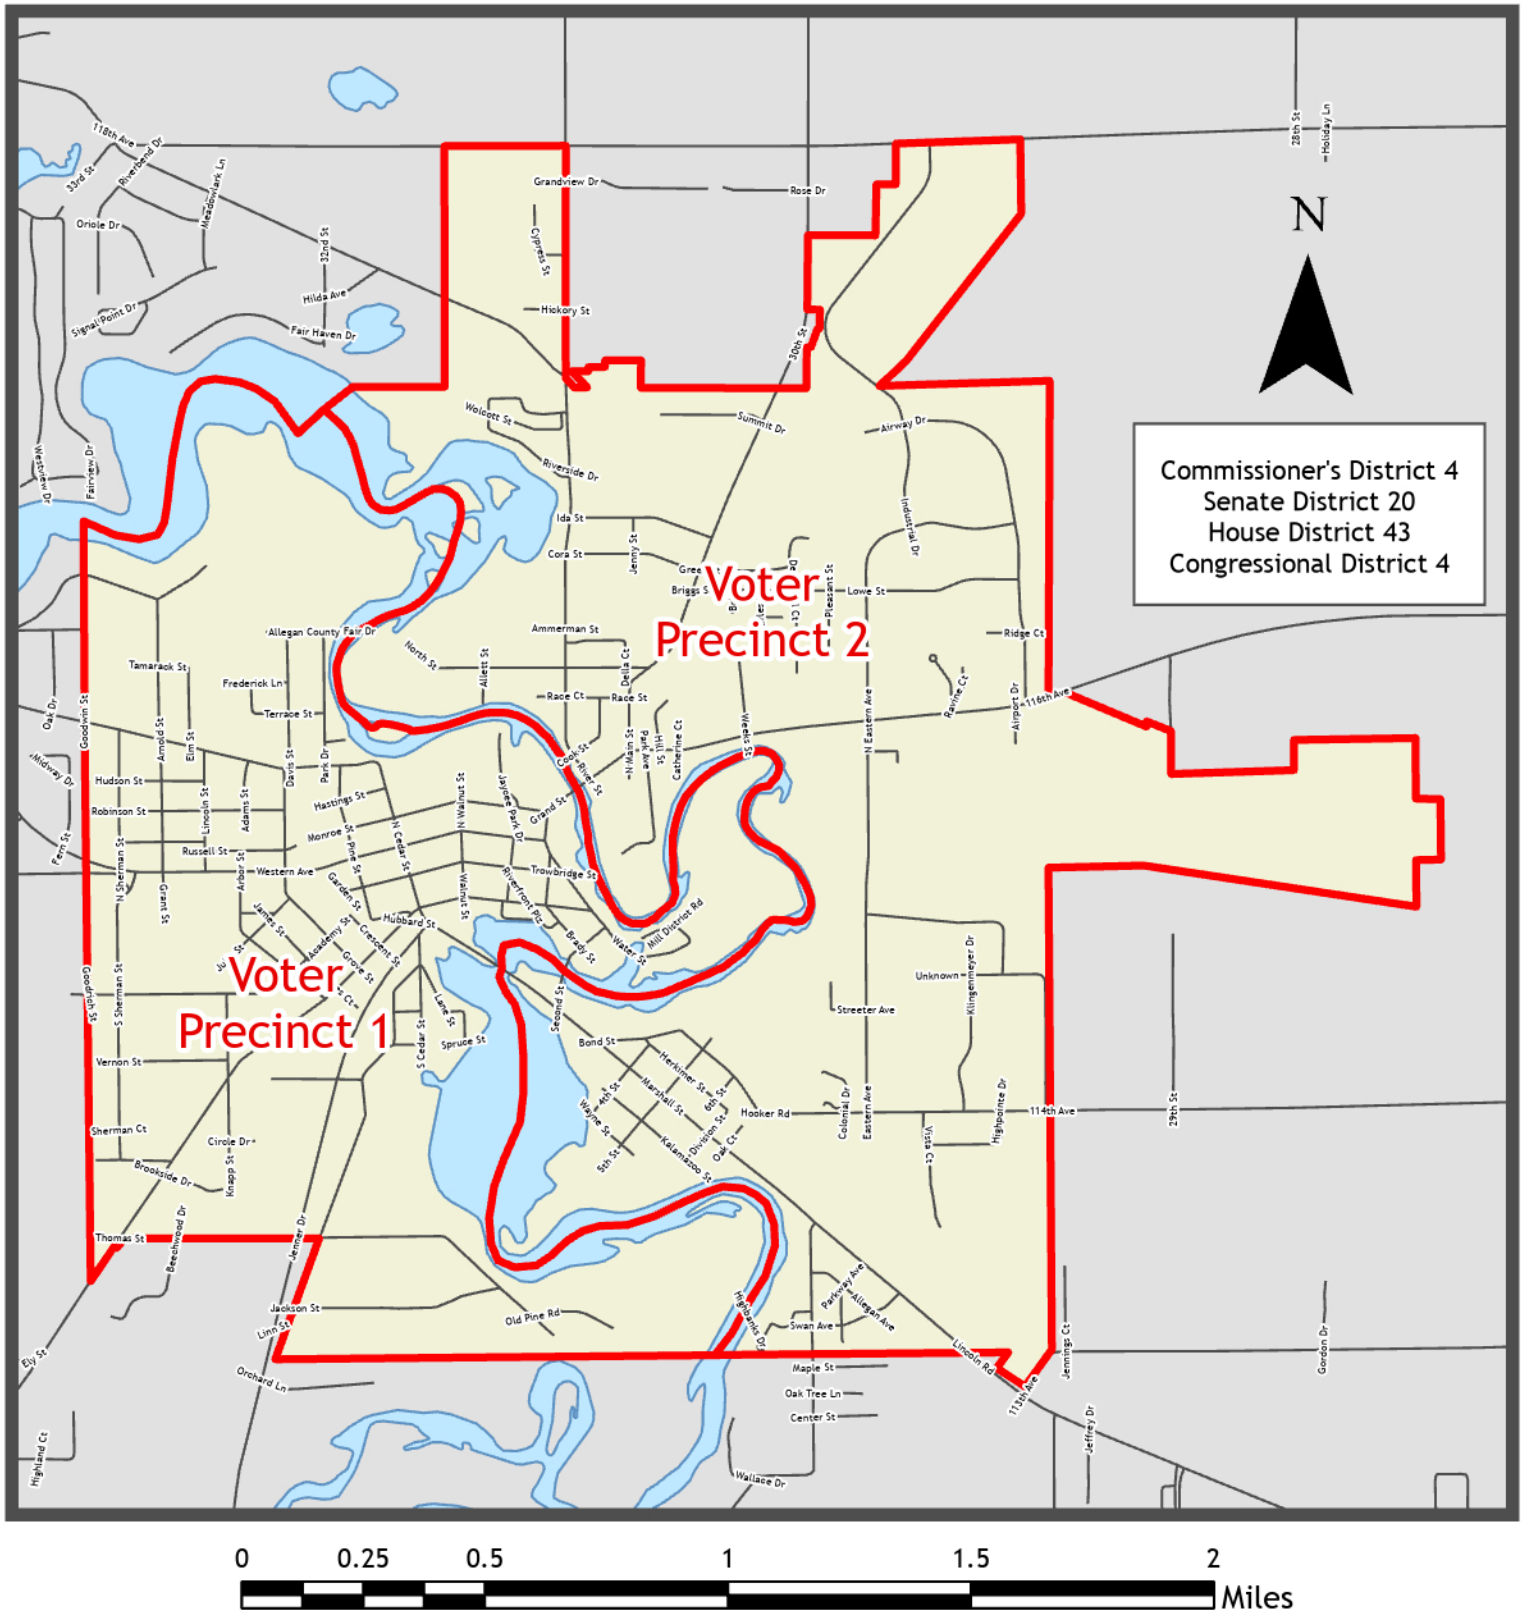 118th Ave
33rd St
Riverbend Dr
Meadowlark Ln
Oriole Dr
Signal Point Dr
32nd St
Hilda Ave
Fair Haven Dr
Grandview Dr
Rose Dr
Cypress St
Hickory St
30th St
28th St
Holiday Ln
N
Commissioner's District 4
Senate District 20
House District 43
Congressional District 4
Westview Dr
Fairview Dr
Wolcott St
Riverside Dr
Summit Dr
Airway Dr
Industrial Dr
Ida St
Cora St
Jenny St
Lowe St
Pleasant St
Voter
Precinct 2
Ammerman St
Della Ct
Ridge Ct
Ravine Ct
Airport Dr
116th Ave
N Eastern Ave
Weeks St
Allegan County Fair Dr
North St
Allett St
Race Ct
Race St
N Main St
Park Ave
Hill St
Catherine Ct
Cook St
River St
Grand St
Tamarack St
Frederick Ln
Terrace St
Oak Dr
Goodwin St
Arnold St
Elm St
Davis St
Park Dr
Midway Dr
Hudson St
Robinson St
Lincoln St
Adams St
Hastings St
Monroe St
N Cedar St
N Walnut St
Jaycee Park Dr
Fern St
N Sherman St
Russell St
Western Ave
Pine St
Trowbridge St
Arbor St
Grant St
Garden St
Walnut St
Riverfront Plz
James St
Academy St
Crescent St
Grove St
Hubbard St
Brady St
Water St
Mill District Rd
Voter
Precinct 1
Goodrich St
S Sherman St
Lane St
S Cedar St
Spruce St
Second St
Unknown
Klingenmeyer Dr
Streeter Ave
Vernon St
Bond St
Herkimer St
Marshall St
4th St
6th St
Wayne St
Division St
5th St
Oak Ct
Kalamazoo St
Hooker Rd
Colonial Dr
Eastern Ave
Vista Ct
Highpointe Dr
114th Ave
29th St
Sherman Ct
Circle Dr
Brookside Dr
Knapp St
Thomas St
Beechwood Dr
Jenner Dr
Jackson St
Linn St
Old Pine Rd
Highbanks Dr
Parkway Ave
Allegan Ave
Swan Ave
Lincoln Rd
Jennings Ct
Gordon Dr
Ely St
Orchard Ln
Maple St
Oak Tree Ln
Center St
113th Ave
Jeffrey Dr
Highland Ct
Wallace Dr
0 0.25 0.5 1 1.5 2
Miles